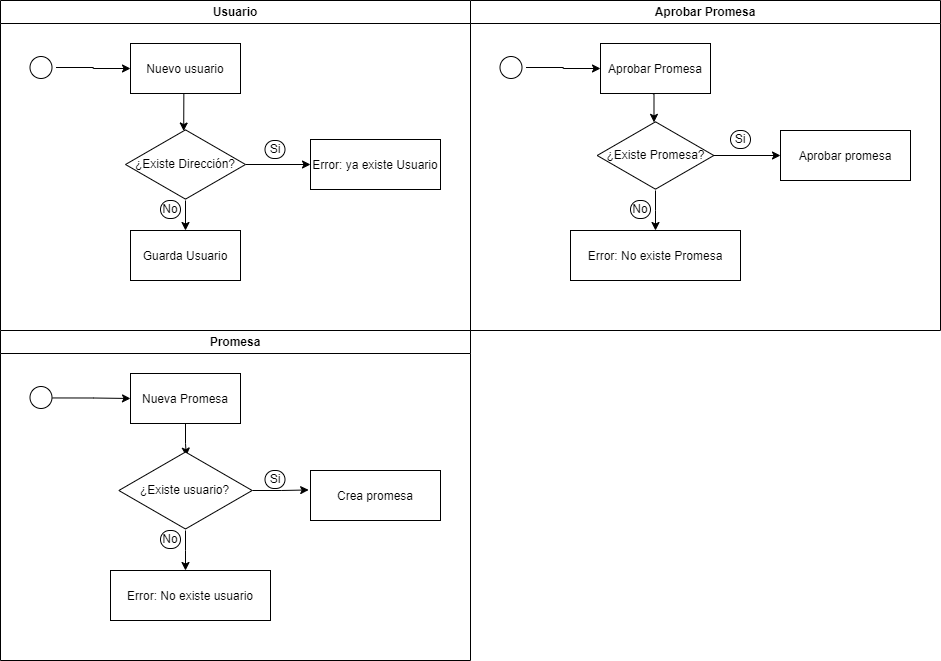 Usuario
Nuevo usuario
¿Existe Dirección?
Si
Error: ya existe Usuario
No
Guarda Usuario
Aprobar Promesa
Aprobar Promesa
¿Existe Promesa?
Si
Aprobar promesa
No
Error: No existe Promesa
Promesa
Nueva Promesa
¿Existe usuario?
Si
Crea promesa
No
Error: No existe usuario